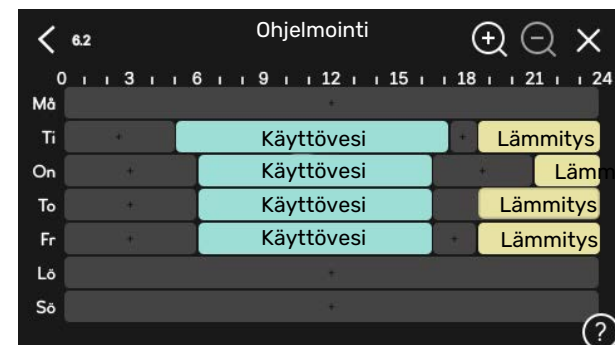 6.2 Ohjelmointi
0 3 6 9 12 15 18 21 24
Må
Ti Käyttövesi Lämmitys
On Käyttövesi Lämm
To Käyttövesi Lämmitys
Fr Käyttövesi Lämmitys
Lö
Sö
?